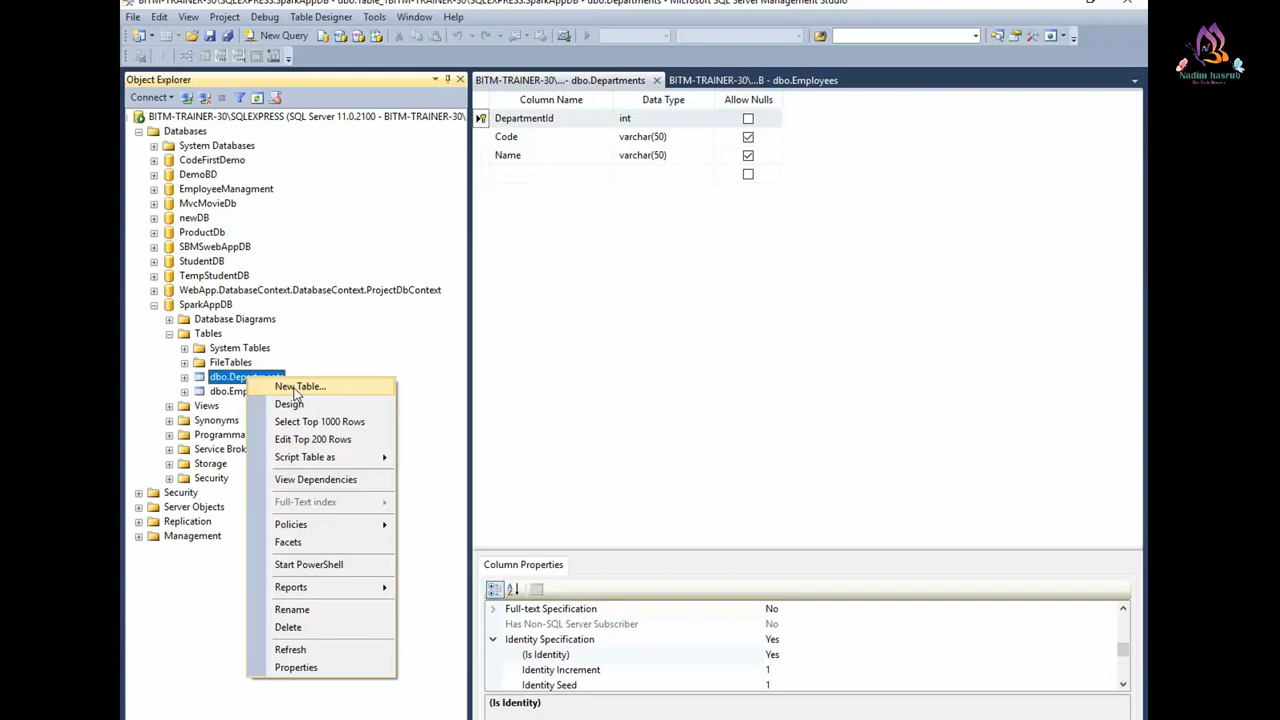 BITM-TRAINER-30\SQLEXPRESS.SparkAppDB - dbo.Table_1BITM-TRAINER-30\SQLEXPRESS.SparkAppDB - dbo.Departments - Microsoft SQL Server Management Studio
File Edit View Project Debug Table Designer Tools Window Help
New Query
Object Explorer
BITM-TRAINER-30\...- dbo.Departments
BITM-TRAINER-30\...B - dbo.Employees
Connect
Column Name Data Type Allow Nulls
DepartmentId int
Code varchar(50)
Name varchar(50)
BITM-TRAINER-30\SQLEXPRESS (SQL Server 11.0.2100 - BITM-TRAINER-30\
Databases
System Databases
CodeFirstDemo
DemoBD
EmployeeManagment
MvcMovieDb
newDB
ProductDb
SBMSwebAppDB
StudentDB
TempStudentDB
WebApp.DatabaseContext.DatabaseContext.ProjectDbContext
SparkAppDB
Database Diagrams
Tables
System Tables
FileTables
dbo.Departments
dbo.Emp
Views
Synonyms
Programma
Service Brok
Storage
Security
Security
Server Objects
Replication
Management
New Table...
Design
Select Top 1000 Rows
Edit Top 200 Rows
Script Table as
View Dependencies
Full-Text index
Policies
Facets
Start PowerShell
Reports
Rename
Delete
Refresh
Properties
Column Properties
Full-text Specification No
Has Non-SQL Server Subscriber No
Identity Specification Yes
(Is Identity) Yes
Identity Increment 1
Identity Seed 1
(Is Identity)
Nadim hasrub